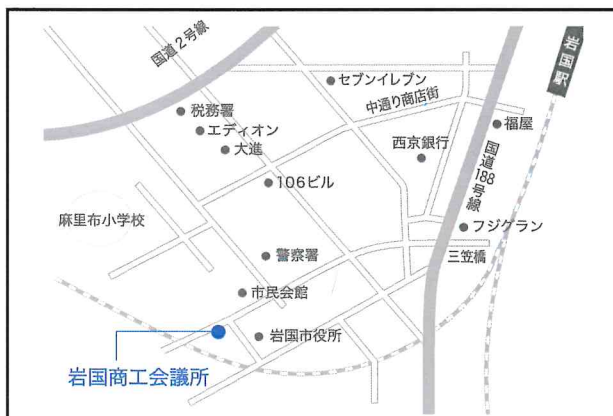 国道2号線
岩国駅
セブンイレブン
中通り商店街
税務署
エディオン
大進
福屋
西京銀行
国道188号線
106ビル
麻里布小学校
フジグラン
三笠橋
警察署
市民会館
岩国市役所
岩国商工会議所